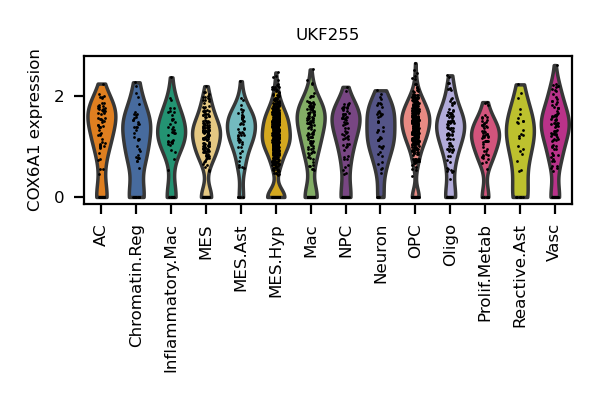 UKF255
COX6A1 expression
2
0
AC
Chromatin.Reg
Inflammatory.Mac
MES
MES.Ast
MES.Hyp
Mac
NPC
Neuron
OPC
Oligo
Prolif.Metab
Reactive.Ast
Vasc